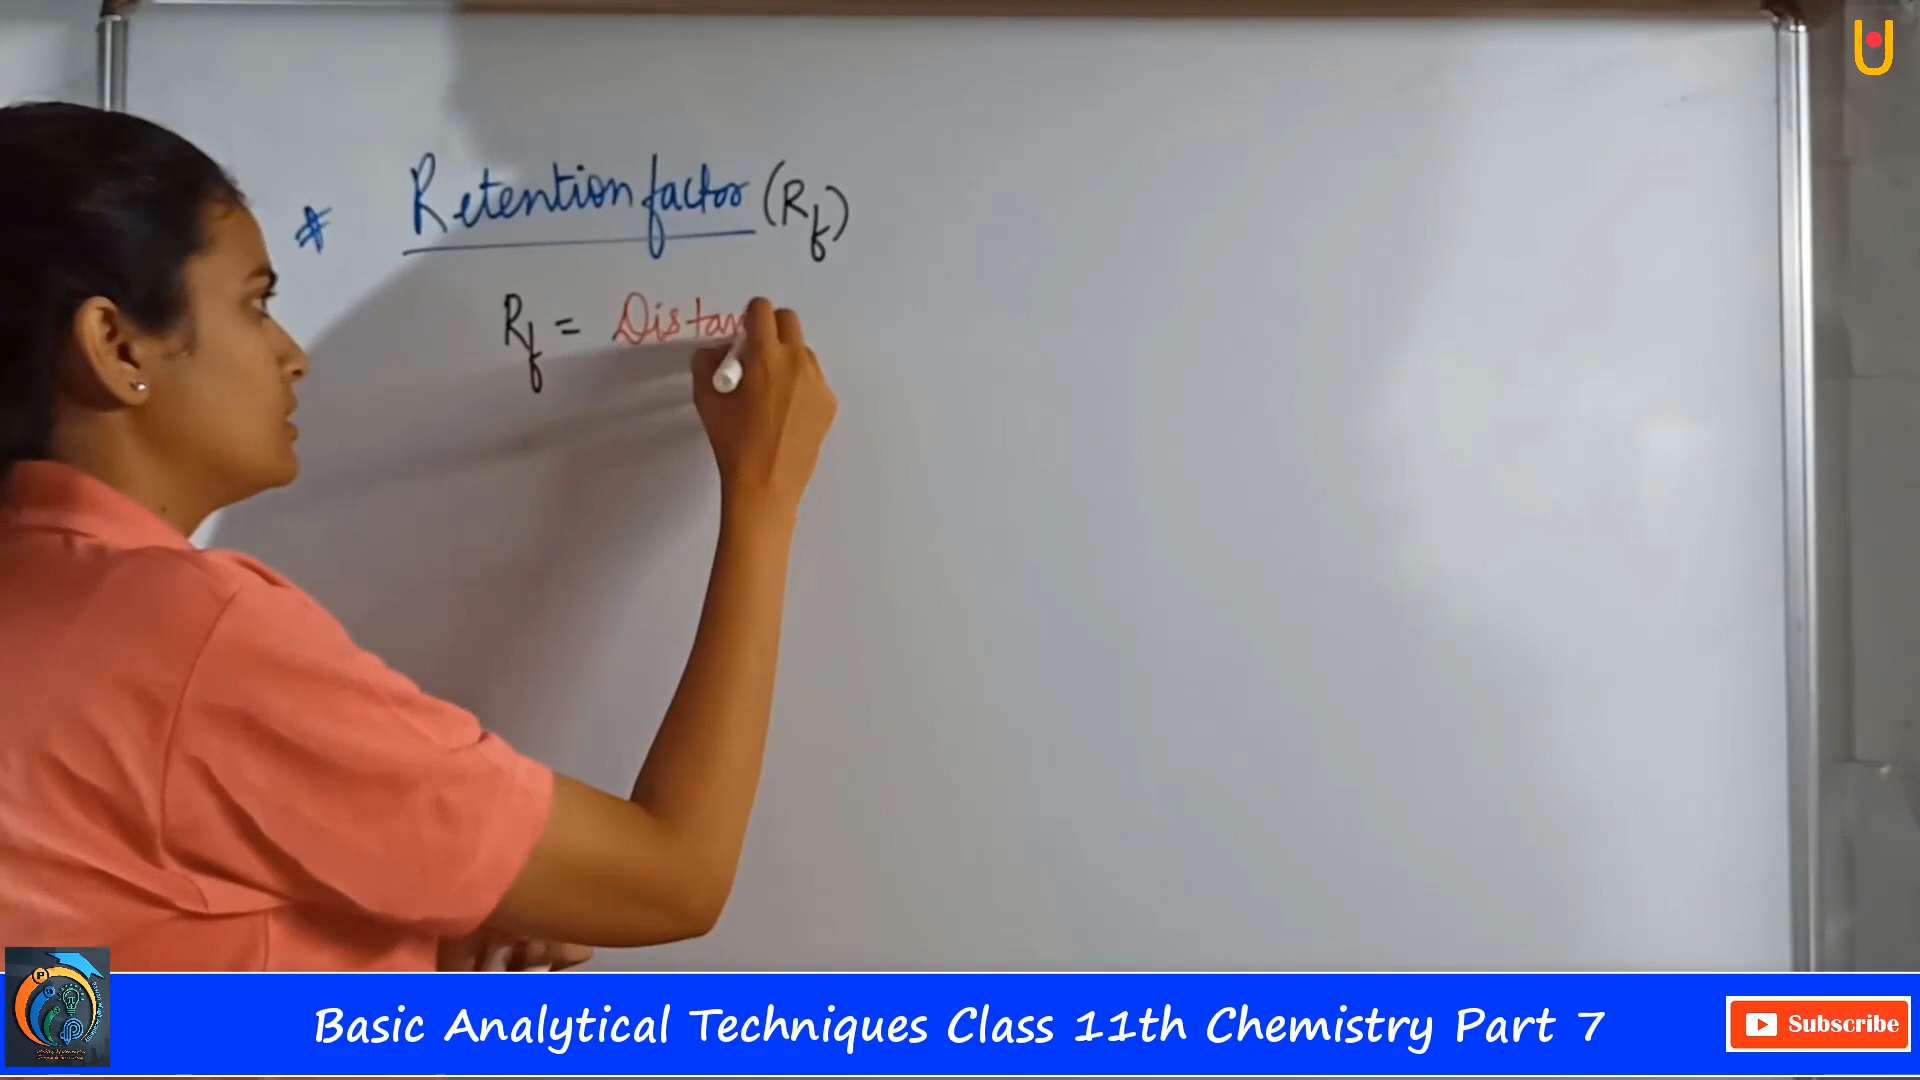 * Retention factor (Rf)
Rf = Distan
Basic Analytical Techniques Class 11th Chemistry Part 7
Subscribe